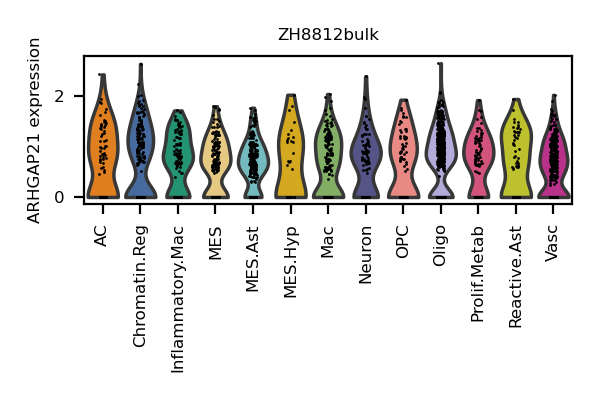 ZH8812bulk
ARHGAP21 expression
2
0
AC
Chromatin.Reg
Inflammatory.Mac
MES
MES.Ast
MES.Hyp
Mac
Neuron
OPC
Oligo
Prolif.Metab
Reactive.Ast
Vasc